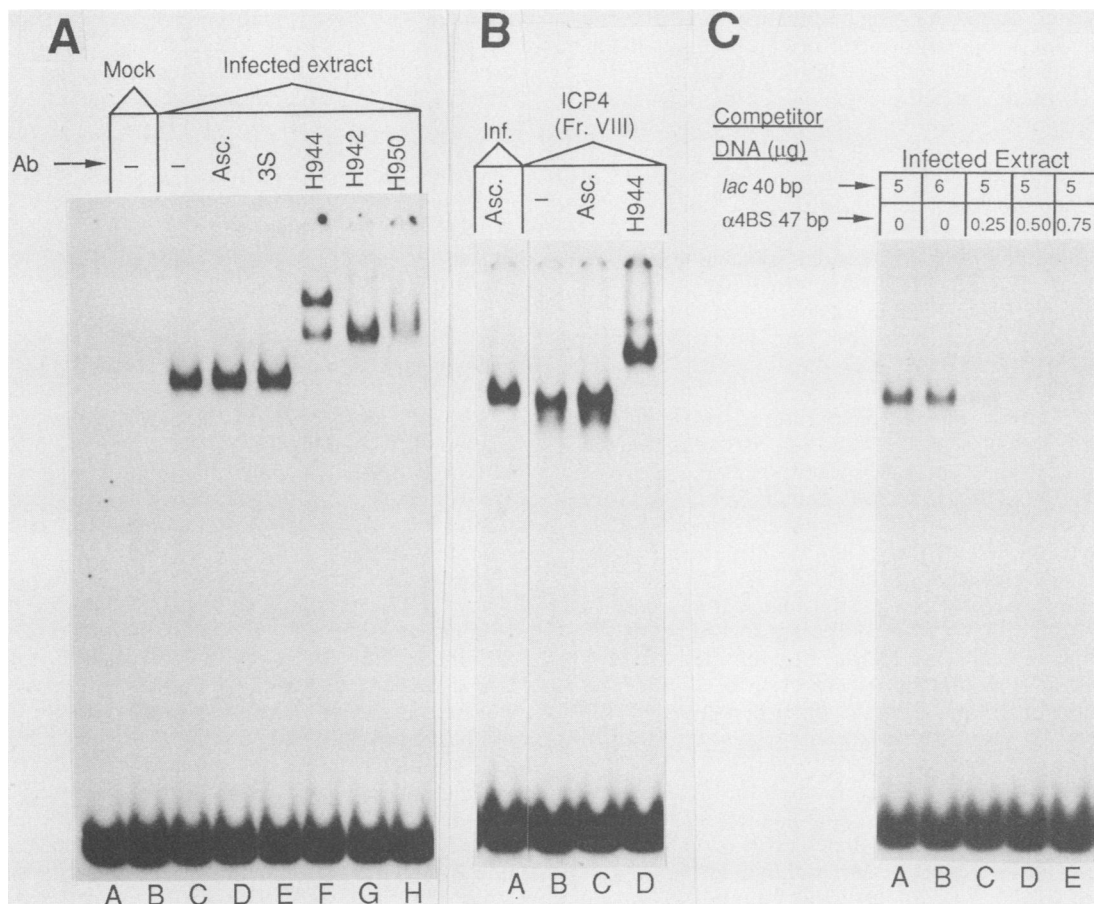 A
Mock
Infected extract
Ab
–
–
Asc.
3S
H944
H942
H950
A B C D E F G H
B
Inf.
ICP4
(Fr. VIII)
Asc.
–
Asc.
H944
A B C D
C
Competitor
DNA (µg)
Infected Extract
lac 40 bp 5 6 5 5 5
α4BS 47 bp 0 0 0.25 0.50 0.75
A B C D E